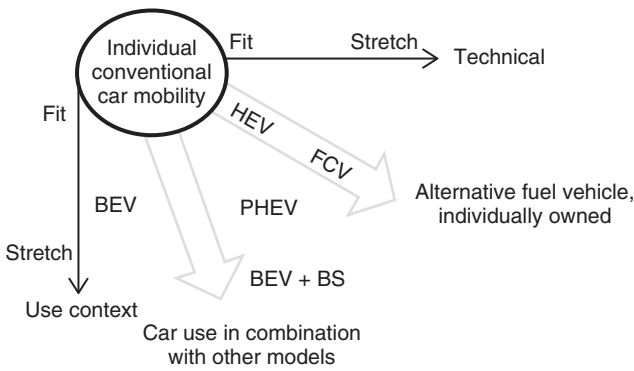 Individual
conventional
car mobility
Fit
Stretch
Technical
Fit
HEV
FCV
BEV
PHEV
Alternative fuel vehicle,
individually owned
Stretch
BEV + BS
Use context
Car use in combination
with other models